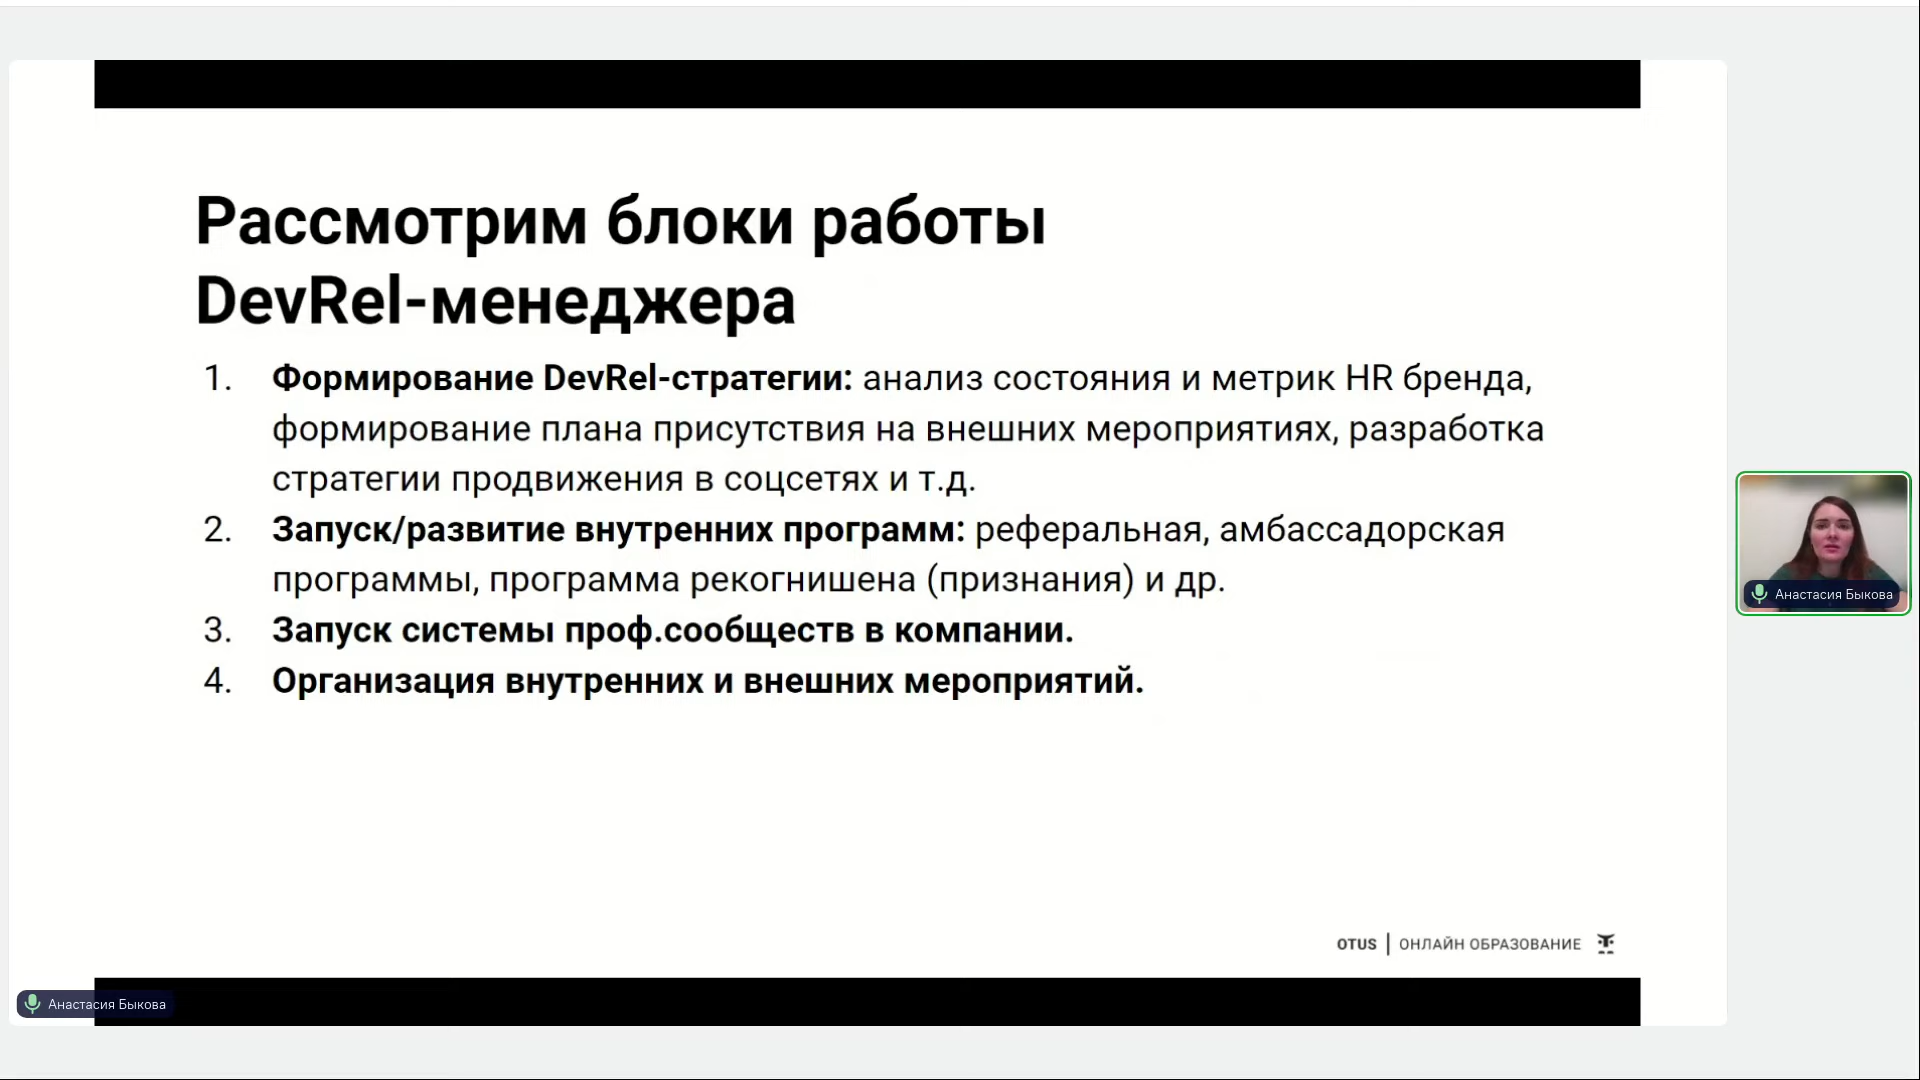 Рассмотрим блоки работы
DevRel-менеджера
1. Формирование DevRel-стратегии: анализ состояния и метрик HR бренда,
формирование плана присутствия на внешних мероприятиях, разработка
стратегии продвижения в соцсетях и т.д.
2. Запуск/развитие внутренних программ: реферальная, амбассадорская
программы, программа рекогнишена (признания) и др.
3. Запуск системы проф.сообществ в компании.
4. Организация внутренних и внешних мероприятий.
OTUS | ОНЛАЙН ОБРАЗОВАНИЕ
Анастасия Быкова
Анастасия Быкова